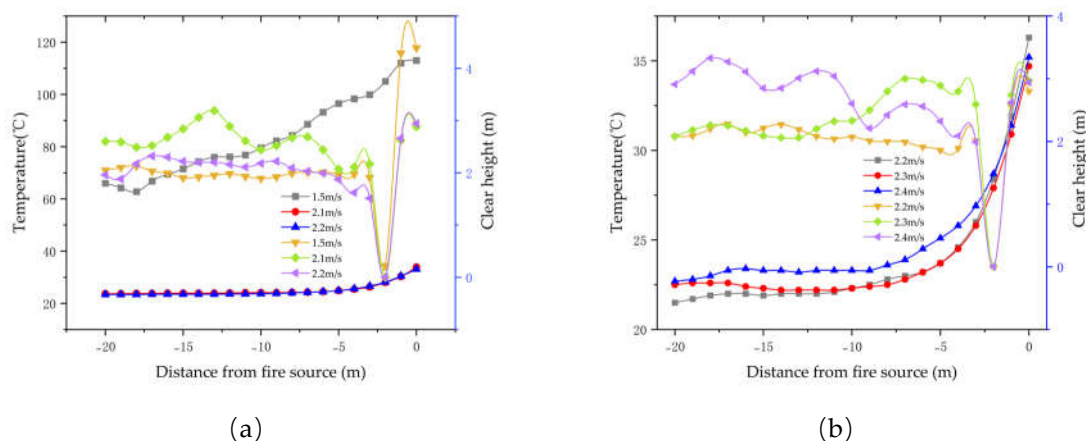 120
100
80
60
40
20
4
2
0
-20
-15
-10
-5
0
Temperature(℃)
Clear height (m)
1.5m/s
2.1m/s
2.2m/s
1.5m/s
2.1m/s
2.2m/s
Distance from fire source (m)
(a)
35
30
25
20
4
2
0
-20
-15
-10
-5
0
Temperature(℃)
Clear height (m)
2.2m/s
2.3m/s
2.4m/s
2.2m/s
2.3m/s
2.4m/s
Distance from fire source (m)
(b)